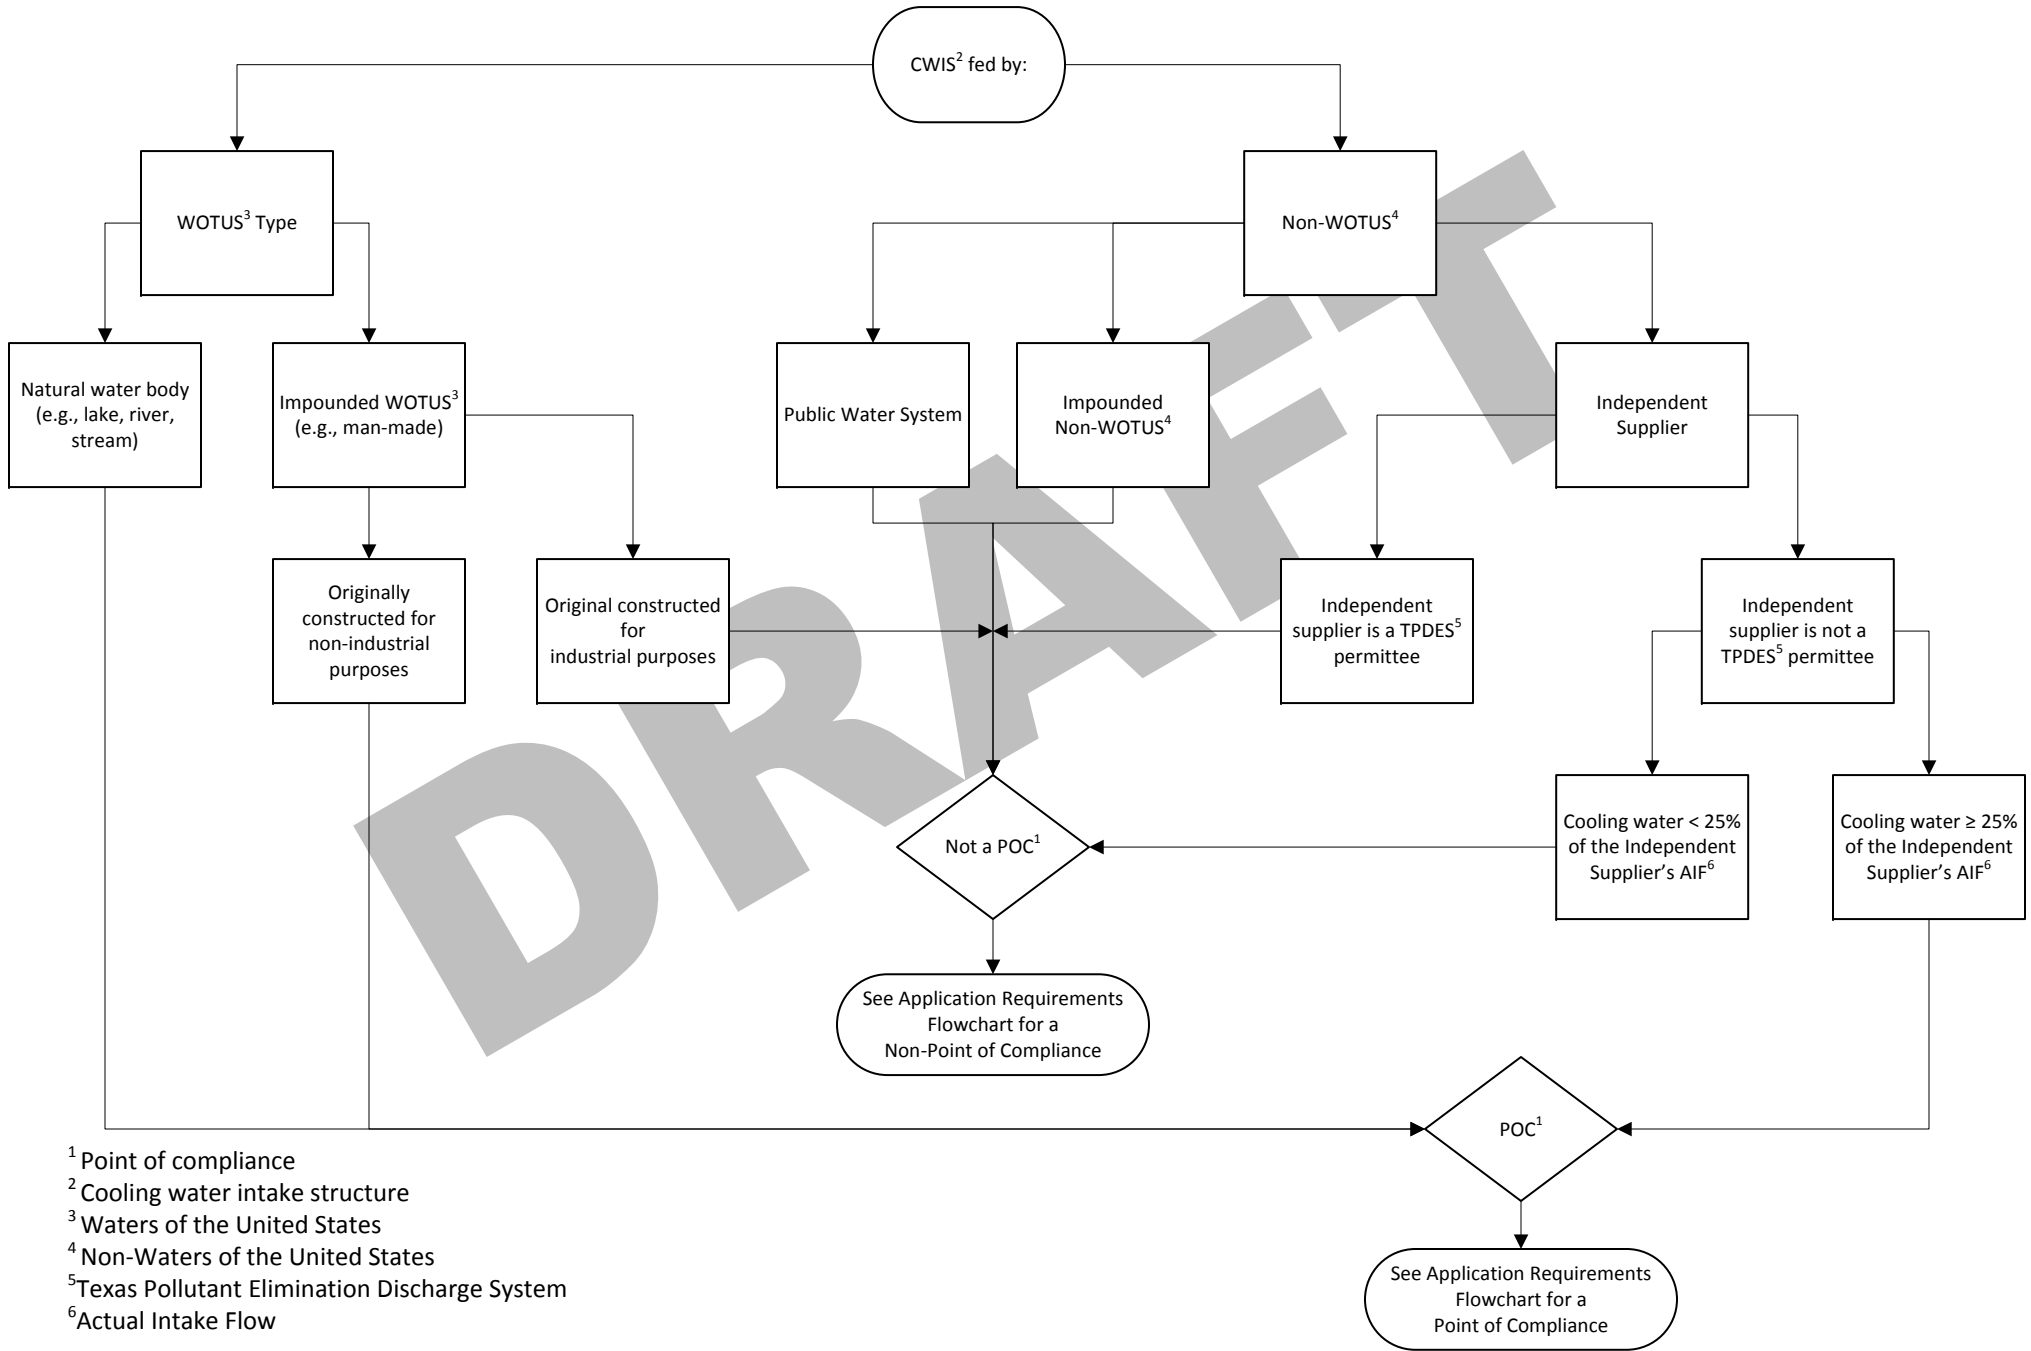 CWIS² fed by:
WOTUS³ Type
Non-WOTUS⁴
Natural water body
(e.g., lake, river,
stream)
Impounded WOTUS³
(e.g., man-made)
Public Water System
Impounded
Non-WOTUS⁴
Independent
Supplier
Originally
constructed for
non-industrial
purposes
Original constructed
for
industrial purposes
Independent
supplier is a TPDES⁵
permittee
Independent
supplier is not a
TPDES⁵ permittee
Not a POC¹
Cooling water < 25%
of the Independent
Supplier’s AIF⁶
Cooling water ≥ 25%
of the Independent
Supplier’s AIF⁶
See Application Requirements
Flowchart for a
Non-Point of Compliance
POC¹
See Application Requirements
Flowchart for a
Point of Compliance
¹ Point of compliance
² Cooling water intake structure
³ Waters of the United States
⁴ Non-Waters of the United States
⁵Texas Pollutant Elimination Discharge System
⁶Actual Intake Flow
DRAFT